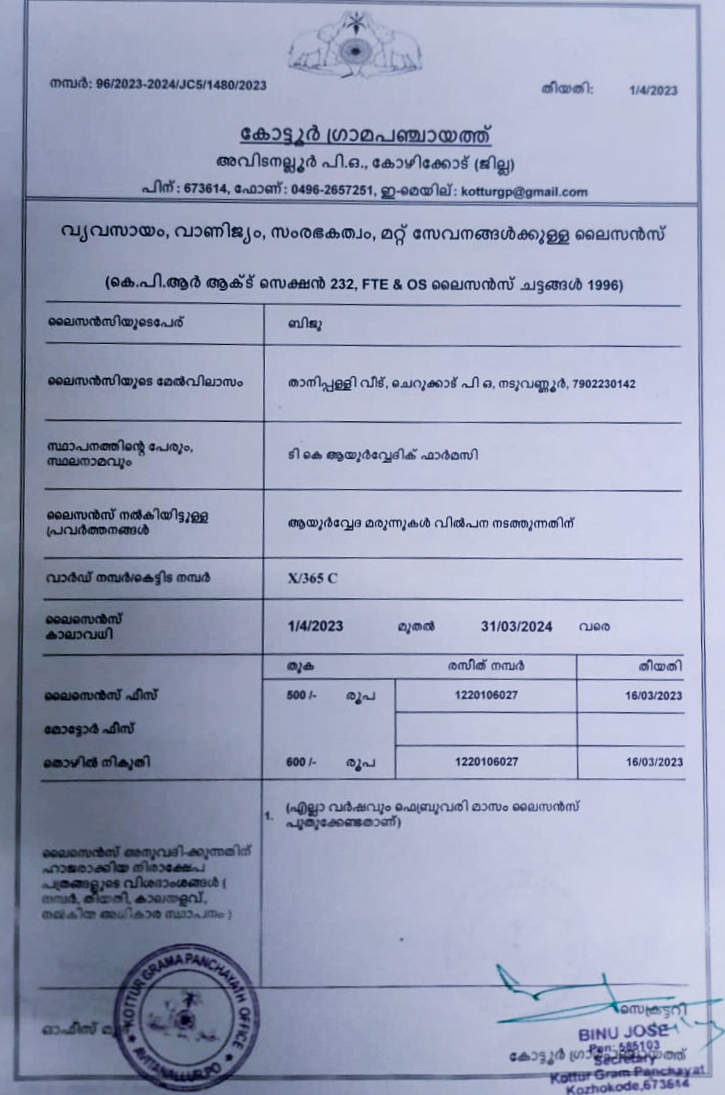 നമ്പർ: 96/2023-2024/JC5/1480/2023 തീയതി: 1/4/2023
കോട്ടൂർ ഗ്രാമപഞ്ചായത്ത്
അവിടനല്ലൂർ പി.ഒ., കോഴിക്കോട് (ജില്ല)
പിന് : 673614, ഫോണ് : 0496-2657251, ഇ-മെയില് : kotturgp@gmail.com
വ്യവസായം, വാണിജ്യം, സംരഭകത്വം, മറ്റ് സേവനങ്ങൾക്കുള്ള ലൈസൻസ്
(കെ.പി.ആർ ആക്ട് സെക്ഷൻ 232, FTE & OS ലൈസൻസ് ചട്ടങ്ങൾ 1996)
ലൈസൻസിയുടെപേര് ബിജു
ലൈസൻസിയുടെ മേൽവിലാസം താനിപ്പള്ളി വീട്, ചെറുക്കാട് പി ഒ, നടുവണ്ണൂർ, 7902230142
സ്ഥാപനത്തിന്റെ പേരും,
സ്ഥലനാമവും ടി കെ ആയുർവ്വേദിക് ഫാർമസി
ലൈസൻസ് നൽകിയിട്ടുള്ള
പ്രവർത്തനങ്ങൾ ആയുർവ്വേദ മരുന്നുകൾ വിൽപന നടത്തുന്നതിന്
വാർഡ് നമ്പർ/കെട്ടിട നമ്പർ X/365 C
ലൈസെൻസ്
കാലാവധി 1/4/2023 മുതൽ 31/03/2024 വരെ
തുക രസീത് നമ്പർ തീയതി
ലൈസെൻസ് ഫീസ് 500 /- രൂപ 1220106027 16/03/2023
മോട്ടോർ ഫീസ്
തൊഴിൽ നികുതി 600 /- രൂപ 1220106027 16/03/2023
1. (എല്ലാ വർഷവും ഫെബ്രുവരി മാസം ലൈസൻസ്
പുതുക്കേണ്ടതാണ്)
ലൈസെൻസ് അനുവദിക്കുന്നതിന്
ഹാജരാക്കിയ നിരാക്ഷേപ
പത്രങ്ങളുടെ വിശദാംശങ്ങൾ (
നമ്പർ, തീയതി, കാലയളവ്,
നല്കിയ അധികാര സ്ഥാപനം )
KOTTUR GRAMA PANCHAYATH OFFICE
AVITANALLUR.PO
ഓഫീസ്
സെക്രട്ടറി
BINU JOSE
Pen: 585103
കോട്ടൂർ ഗ്രാമപഞ്ചായത്ത്
Secretary
Kottur Gram Panchayat
Kozhokode,673614